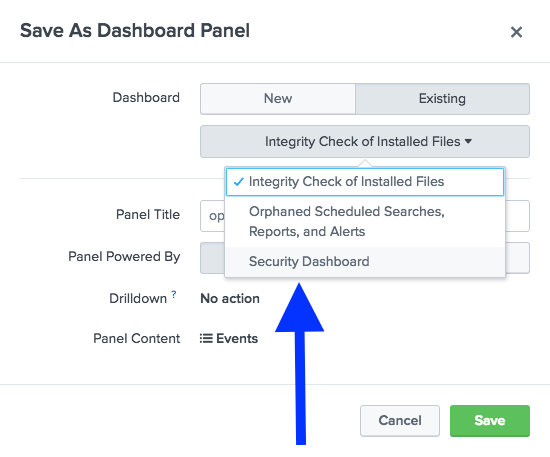 Save As Dashboard Panel
×
Dashboard
New
Existing
Integrity Check of Installed Files
Integrity Check of Installed Files
Orphaned Scheduled Searches,
Reports, and Alerts
Security Dashboard
Panel Title
op
Panel Powered By
Drilldown ?
No action
Panel Content
Events
Cancel
Save